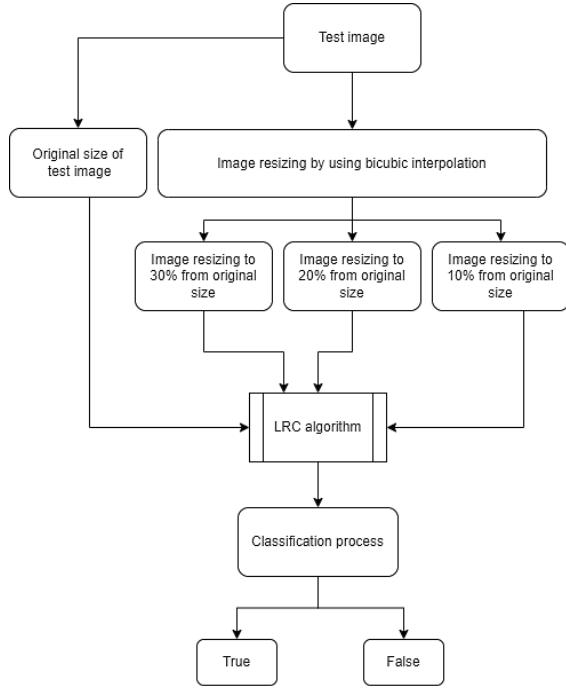 Test image
Original size of
test image
Image resizing by using bicubic interpolation
Image resizing to
30% from original
size
Image resizing to
20% from original
size
Image resizing to
10% from original
size
LRC algorithm
Classification process
True
False